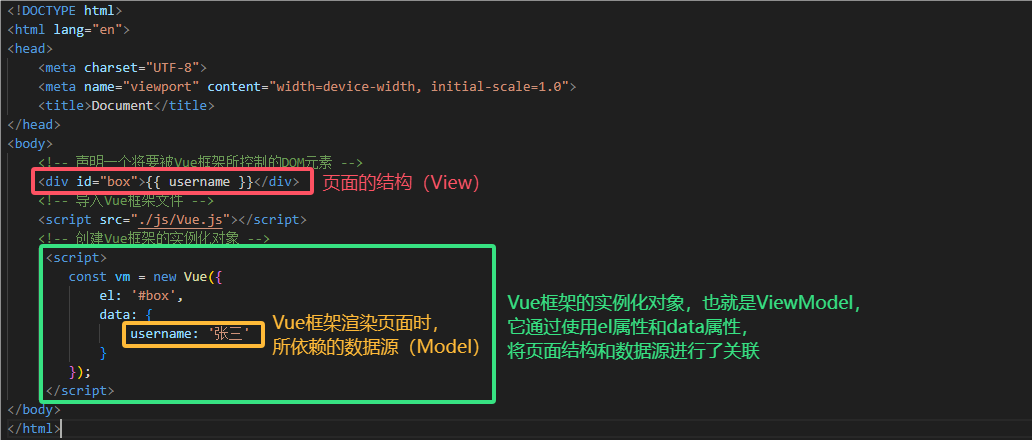 <!DOCTYPE html>
<html lang="en">
<head>
    <meta charset="UTF-8">
    <meta name="viewport" content="width=device-width, initial-scale=1.0">
    <title>Document</title>
</head>
<body>
    <!-- 声明一个将要被Vue框架所控制的DOM元素 -->
    <div id="box">{{ username }}</div> 页面的结构（View）
    <!-- 导入Vue框架文件 -->
    <script src="./js/Vue.js"></script>
    <!-- 创建Vue框架的实例化对象 -->
    <script>
        const vm = new Vue({
            el: '#box',
            data: {
                username: '张三'
            }
        });
    </script>
</body>
</html>
Vue框架渲染页面时，
所依赖的数据源（Model）
Vue框架的实例化对象，也就是ViewModel，
它通过使用el属性和data属性，
将页面结构和数据源进行了关联